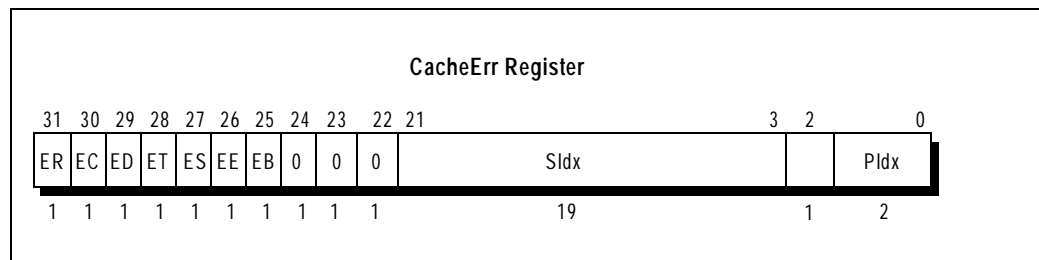 CacheErr Register
31 30 29 28 27 26 25 24 23 22 21 3 2 0
ER EC ED ET ES EE EB 0 0 0 SIdx PIdx
1 1 1 1 1 1 1 1 1 1 19 1 2